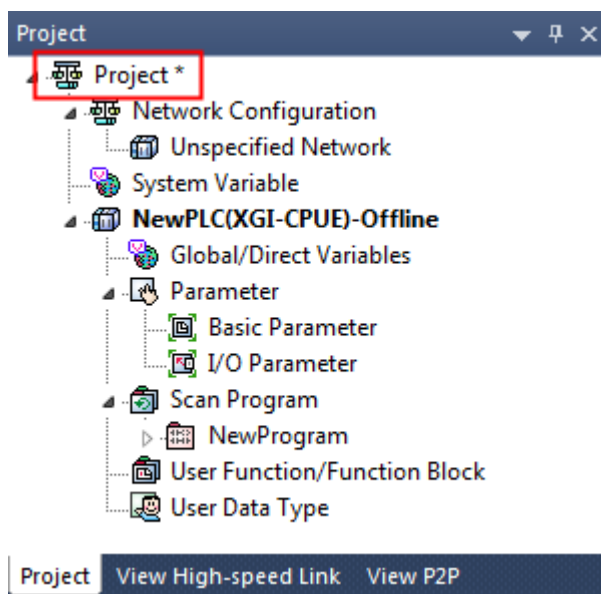 Project
Project *
Network Configuration
Unspecified Network
System Variable
NewPLC(XGI-CPUE)-Offline
Global/Direct Variables
Parameter
Basic Parameter
I/O Parameter
Scan Program
NewProgram
User Function/Function Block
User Data Type
Project View High-speed Link View P2P